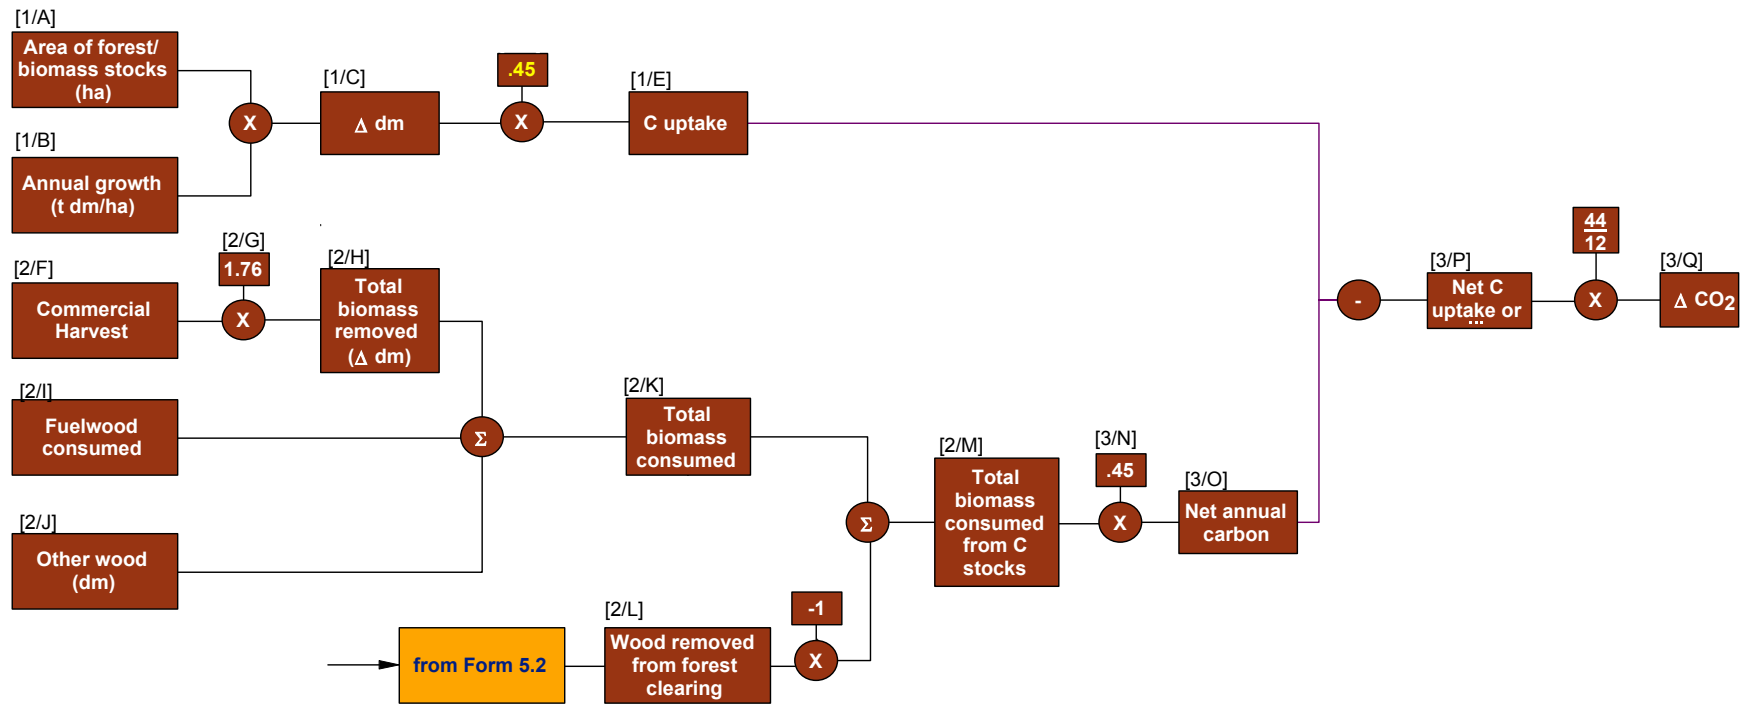 [1/A]
Area of forest/
biomass stocks
(ha)
[1/B]
Annual growth
(t dm/ha)
X
[1/C]
Δ dm
.45
X
[1/E]
C uptake
[2/F]
Commercial
Harvest
[2/G]
1.76
X
[2/H]
Total
biomass
removed
(Δ dm)
[2/I]
Fuelwood
consumed
[2/J]
Other wood
(dm)
Σ
[2/K]
Total
biomass
consumed
from Form 5.2
[2/L]
Wood removed
from forest
clearing
-1
X
Σ
[2/M]
Total
biomass
consumed
from C
stocks
[3/N]
.45
X
[3/O]
Net annual
carbon
-
[3/P]
Net C
uptake or
...
44
12
X
[3/Q]
Δ CO2